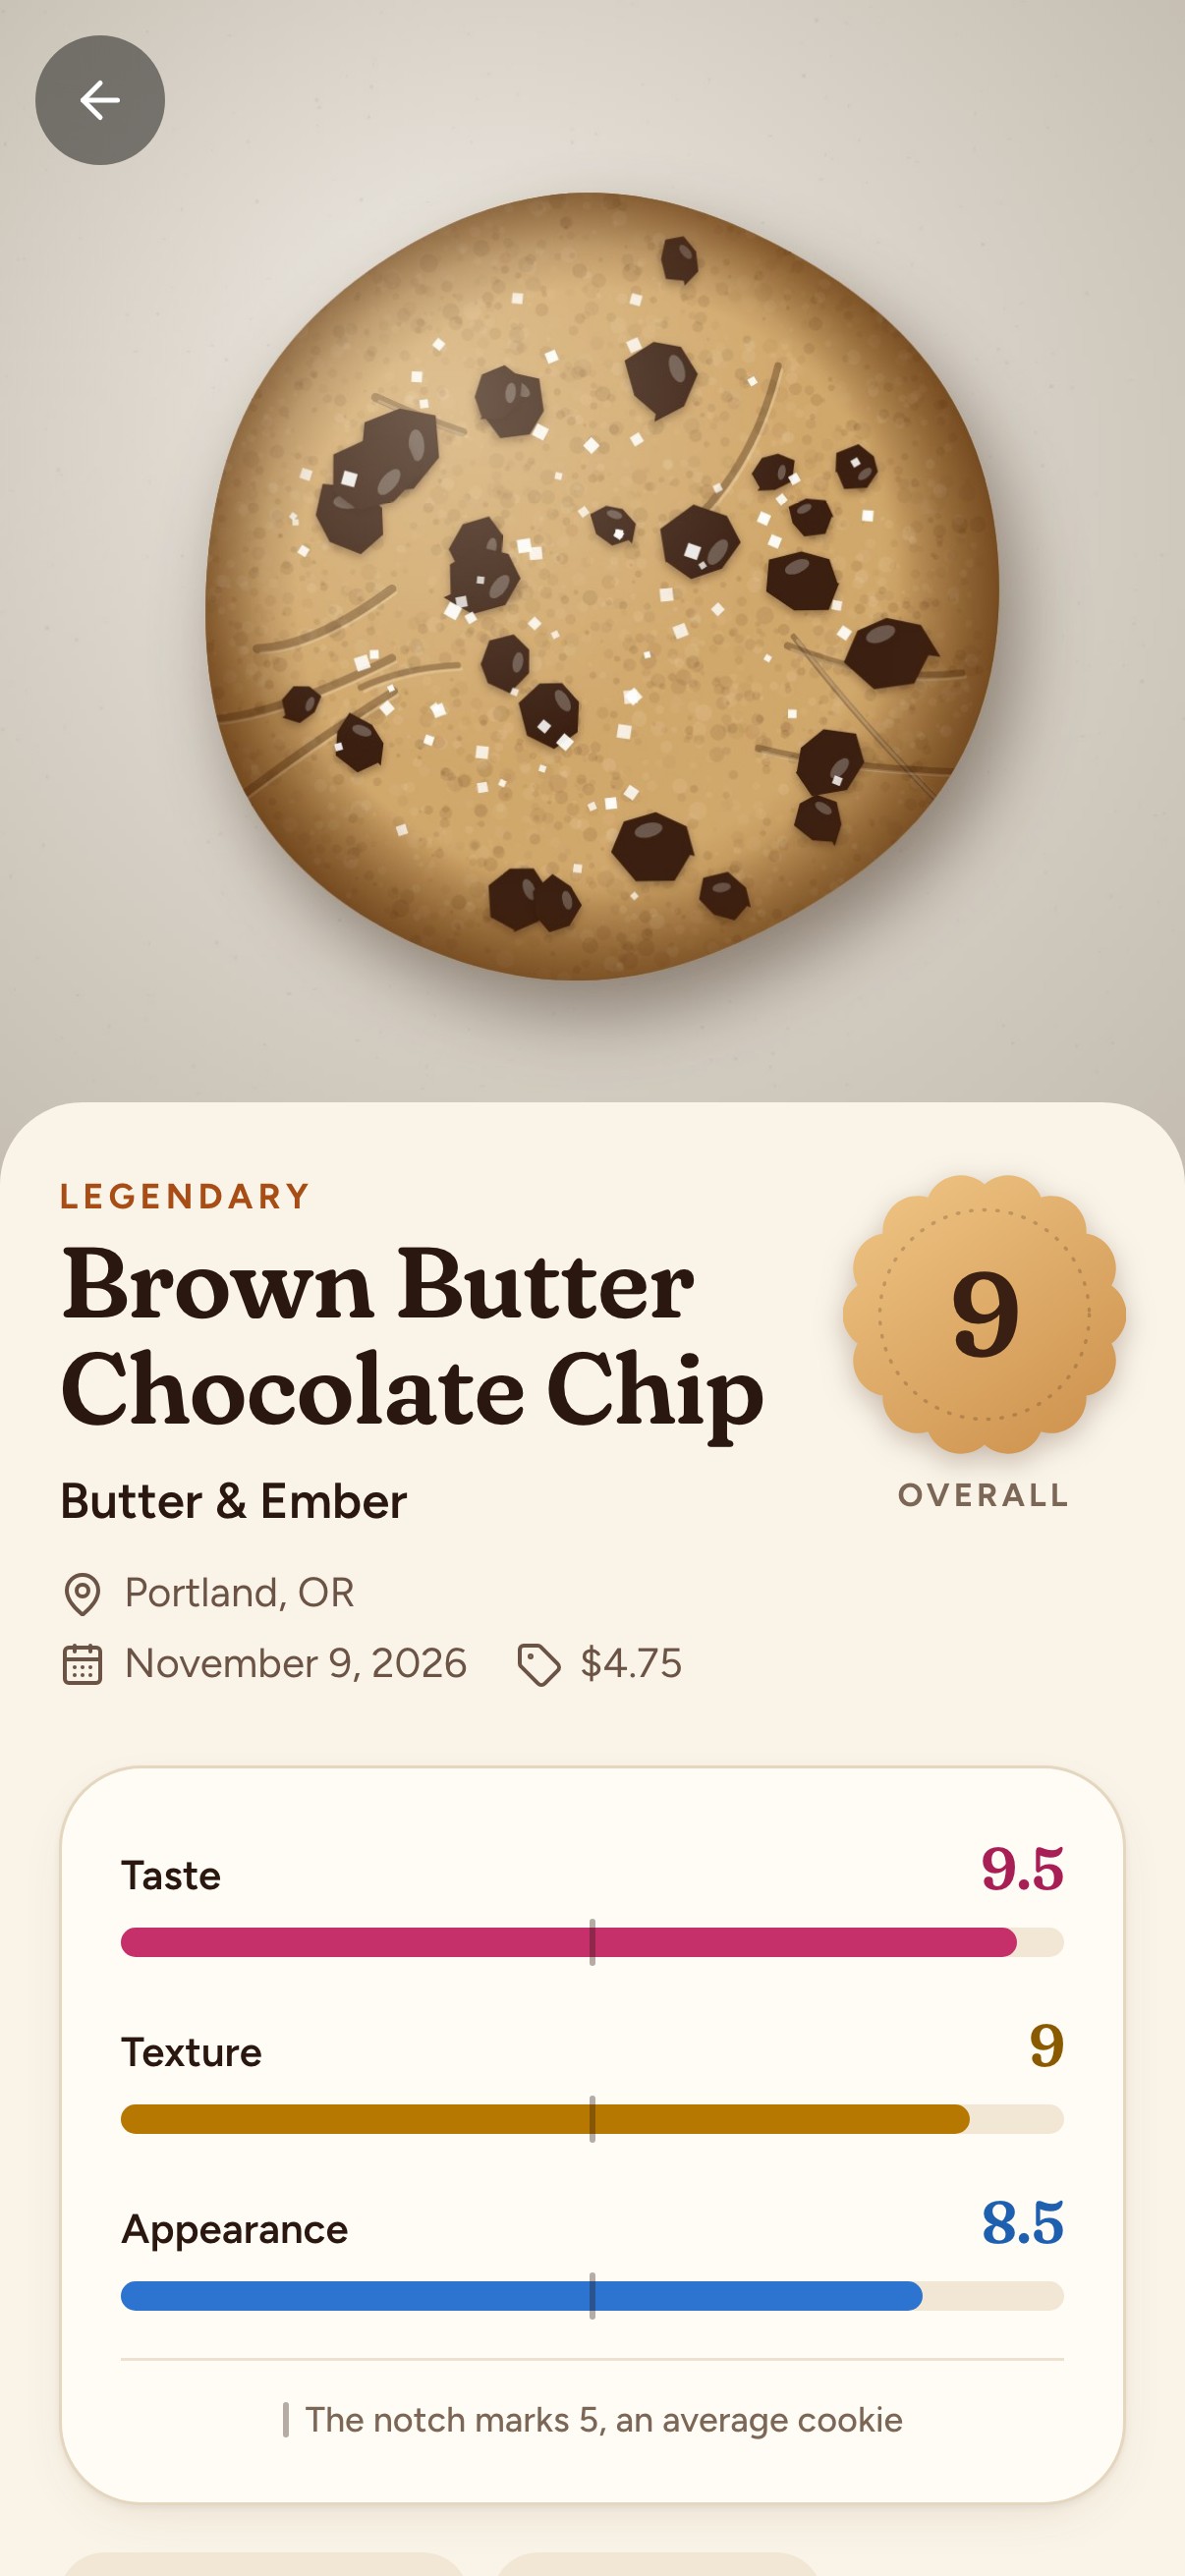 LEGENDARY
Brown Butter
Chocolate Chip
9
OVERALL
Butter & Ember
Portland, OR
November 9, 2026 $4.75
Taste 9.5
Texture 9
Appearance 8.5
The notch marks 5, an average cookie